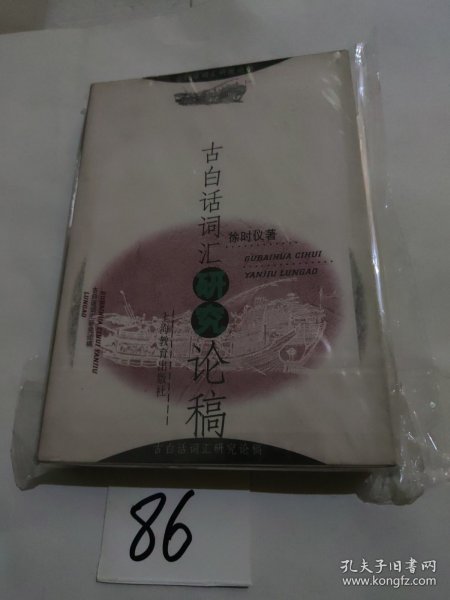 古白话词汇研究论稿
徐时仪著
GUBAIHUA CIHUI
YANJIU LUNGAO
上海教育出版社
古白话词汇研究论稿
86
孔夫子旧书网
www.kongfz.com